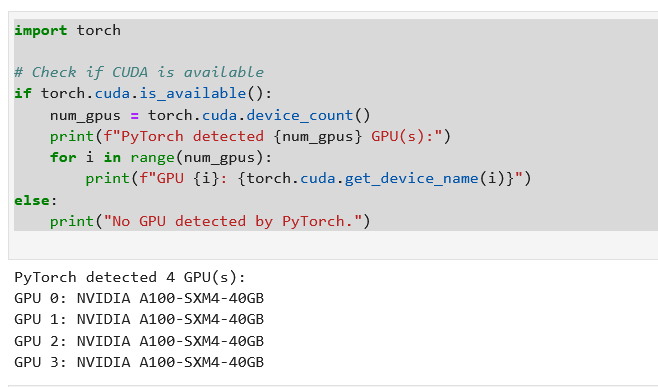 import torch
# Check if CUDA is available
if torch.cuda.is_available():
    num_gpus = torch.cuda.device_count()
    print(f"PyTorch detected {num_gpus} GPU(s):")
    for i in range(num_gpus):
        print(f"GPU {i}: {torch.cuda.get_device_name(i)}")
else:
    print("No GPU detected by PyTorch.")
PyTorch detected 4 GPU(s):
GPU 0: NVIDIA A100-SXM4-40GB
GPU 1: NVIDIA A100-SXM4-40GB
GPU 2: NVIDIA A100-SXM4-40GB
GPU 3: NVIDIA A100-SXM4-40GB